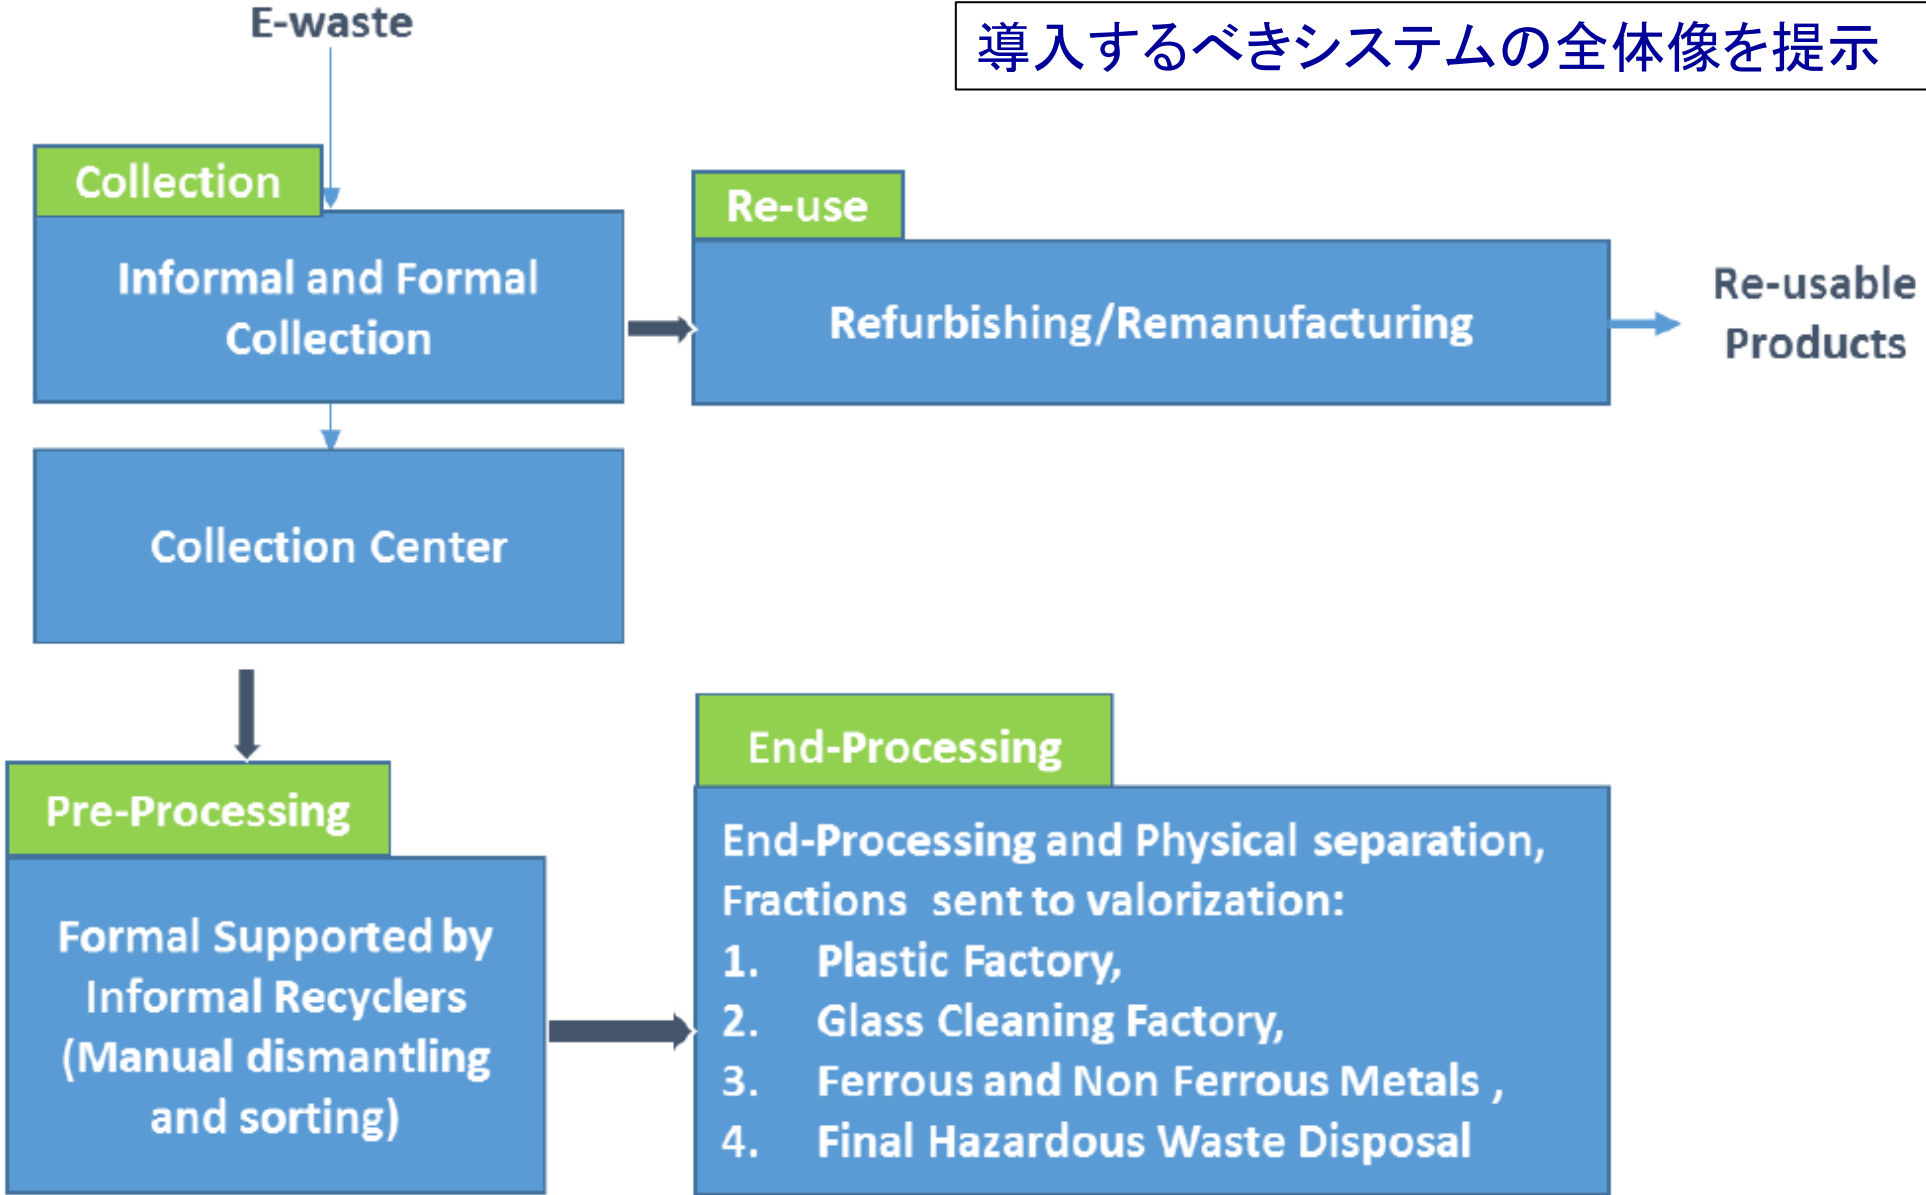 E-waste
導入するべきシステムの全体像を提示
Collection
Informal and Formal
Collection
Re-use
Refurbishing/Remanufacturing
Re-usable
Products
Collection Center
Pre-Processing
Formal Supported by
Informal Recyclers
(Manual dismantling
and sorting)
End-Processing
End-Processing and Physical separation,
Fractions sent to valorization:
1. Plastic Factory,
2. Glass Cleaning Factory,
3. Ferrous and Non Ferrous Metals ,
4. Final Hazardous Waste Disposal